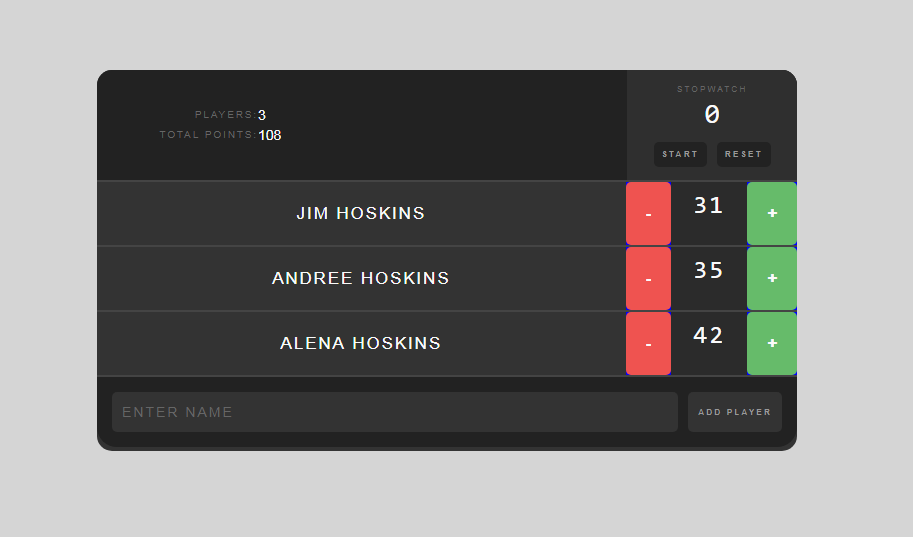 STOPWATCH
0
PLAYERS: 3
TOTAL POINTS: 108
START RESET
JIM HOSKINS - 31 +
ANDREE HOSKINS - 35 +
ALENA HOSKINS - 42 +
ENTER NAME ADD PLAYER